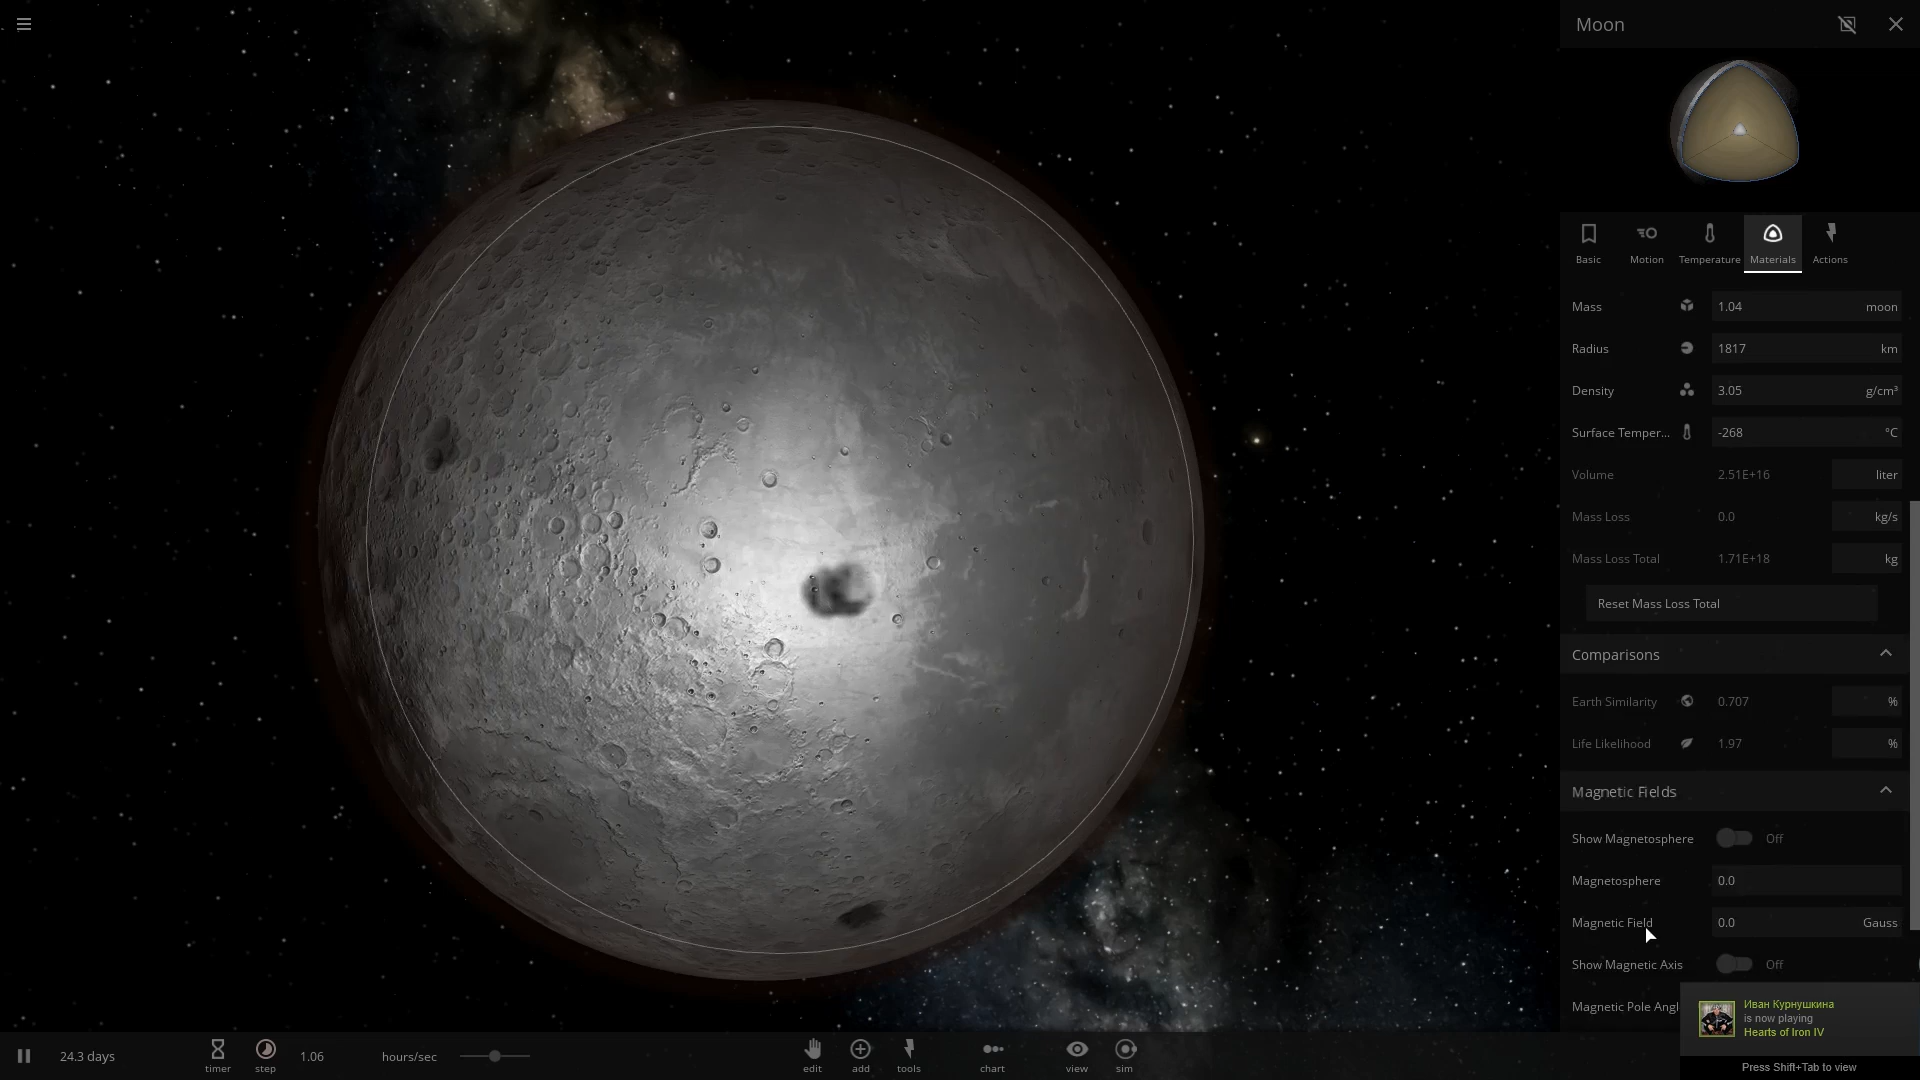 Moon
Basic Motion Temperature Materials Actions
Mass 1.04 moon
Radius 1817 km
Density 3.05 g/cm³
Surface Temper... -268 °C
Volume 2.51E+16 liter
Mass Loss 0.0 kg/s
Mass Loss Total 1.71E+18 kg
Reset Mass Loss Total
Comparisons
Earth Similarity 0.707 %
Life Likelihood 1.97 %
Magnetic Fields
Show Magnetosphere Off
Magnetosphere 0.0
Magnetic Field 0.0 Gauss
Show Magnetic Axis Off
Magnetic Pole Angl
Иван Курнушкина
is now playing
Hearts of Iron IV
Press Shift+Tab to view
24.3 days timer step 1.06 hours/sec edit add tools chart view sim